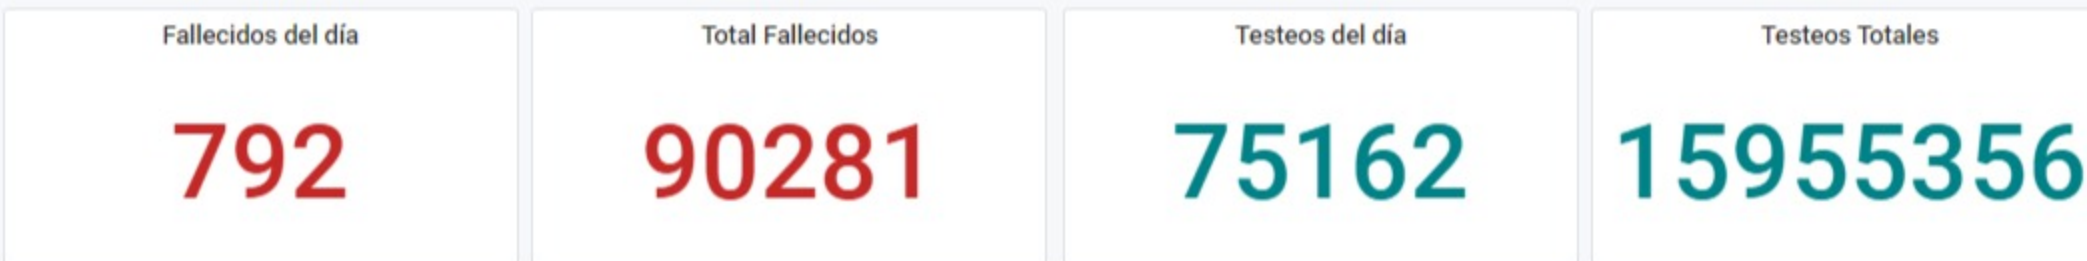 Fallecidos del día
792
Total Fallecidos
90281
Testeos del día
75162
Testeos Totales
15955356